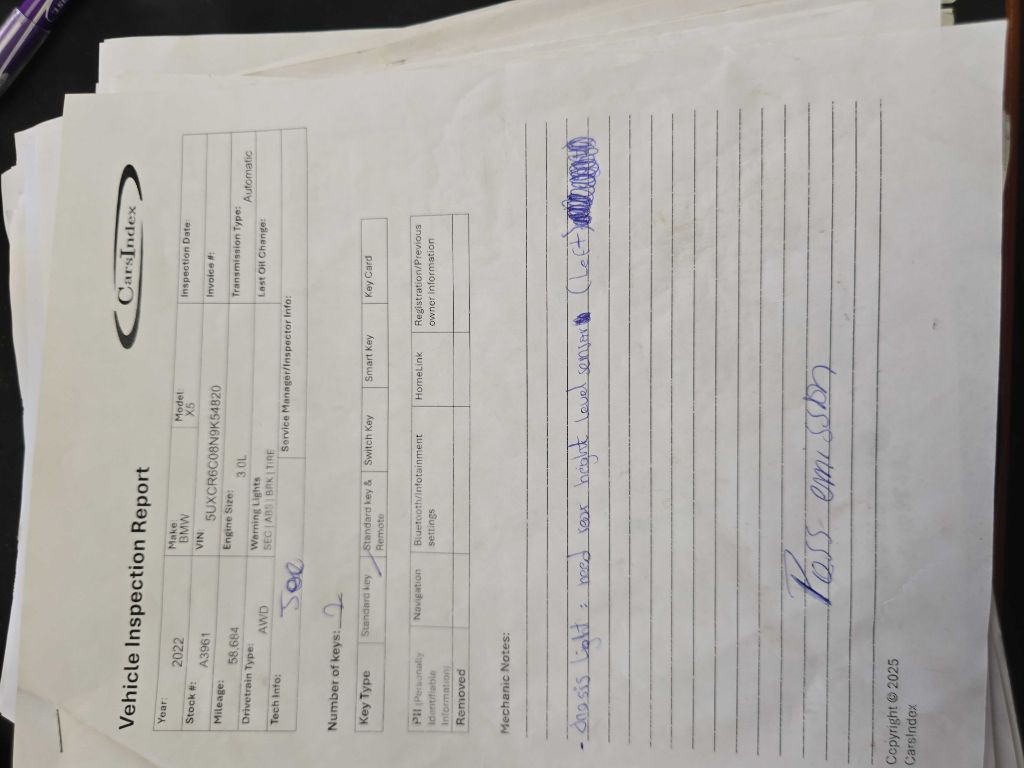 CarsIndex
Vehicle Inspection Report
Year: 2022 Make: BMW Model: X5 Inspection Date:
Stock #: A3961 VIN: 5UXCR6C08N9K54820 Invoice #:
Mileage: 58,684 Engine Size: 3.0L Transmission Type: Automatic
Drivetrain Type: AWD Warning Lights SEC | ABS | BRK | TIRE Last Oil Change:
Tech Info: Joe Service Manager/Inspector Info:
Number of keys: 2
Key Type Standard key Standard key & Remote Switch Key Smart Key Key Card
PII (Personally Identifiable Information) Navigation Bluetooth/Infotainment settings HomeLink Registration/Previous owner Information
Removed
Mechanic Notes:
- Chasis Light: need rear height level sensor (Left)
Pass emission
Copyright © 2025
CarsIndex